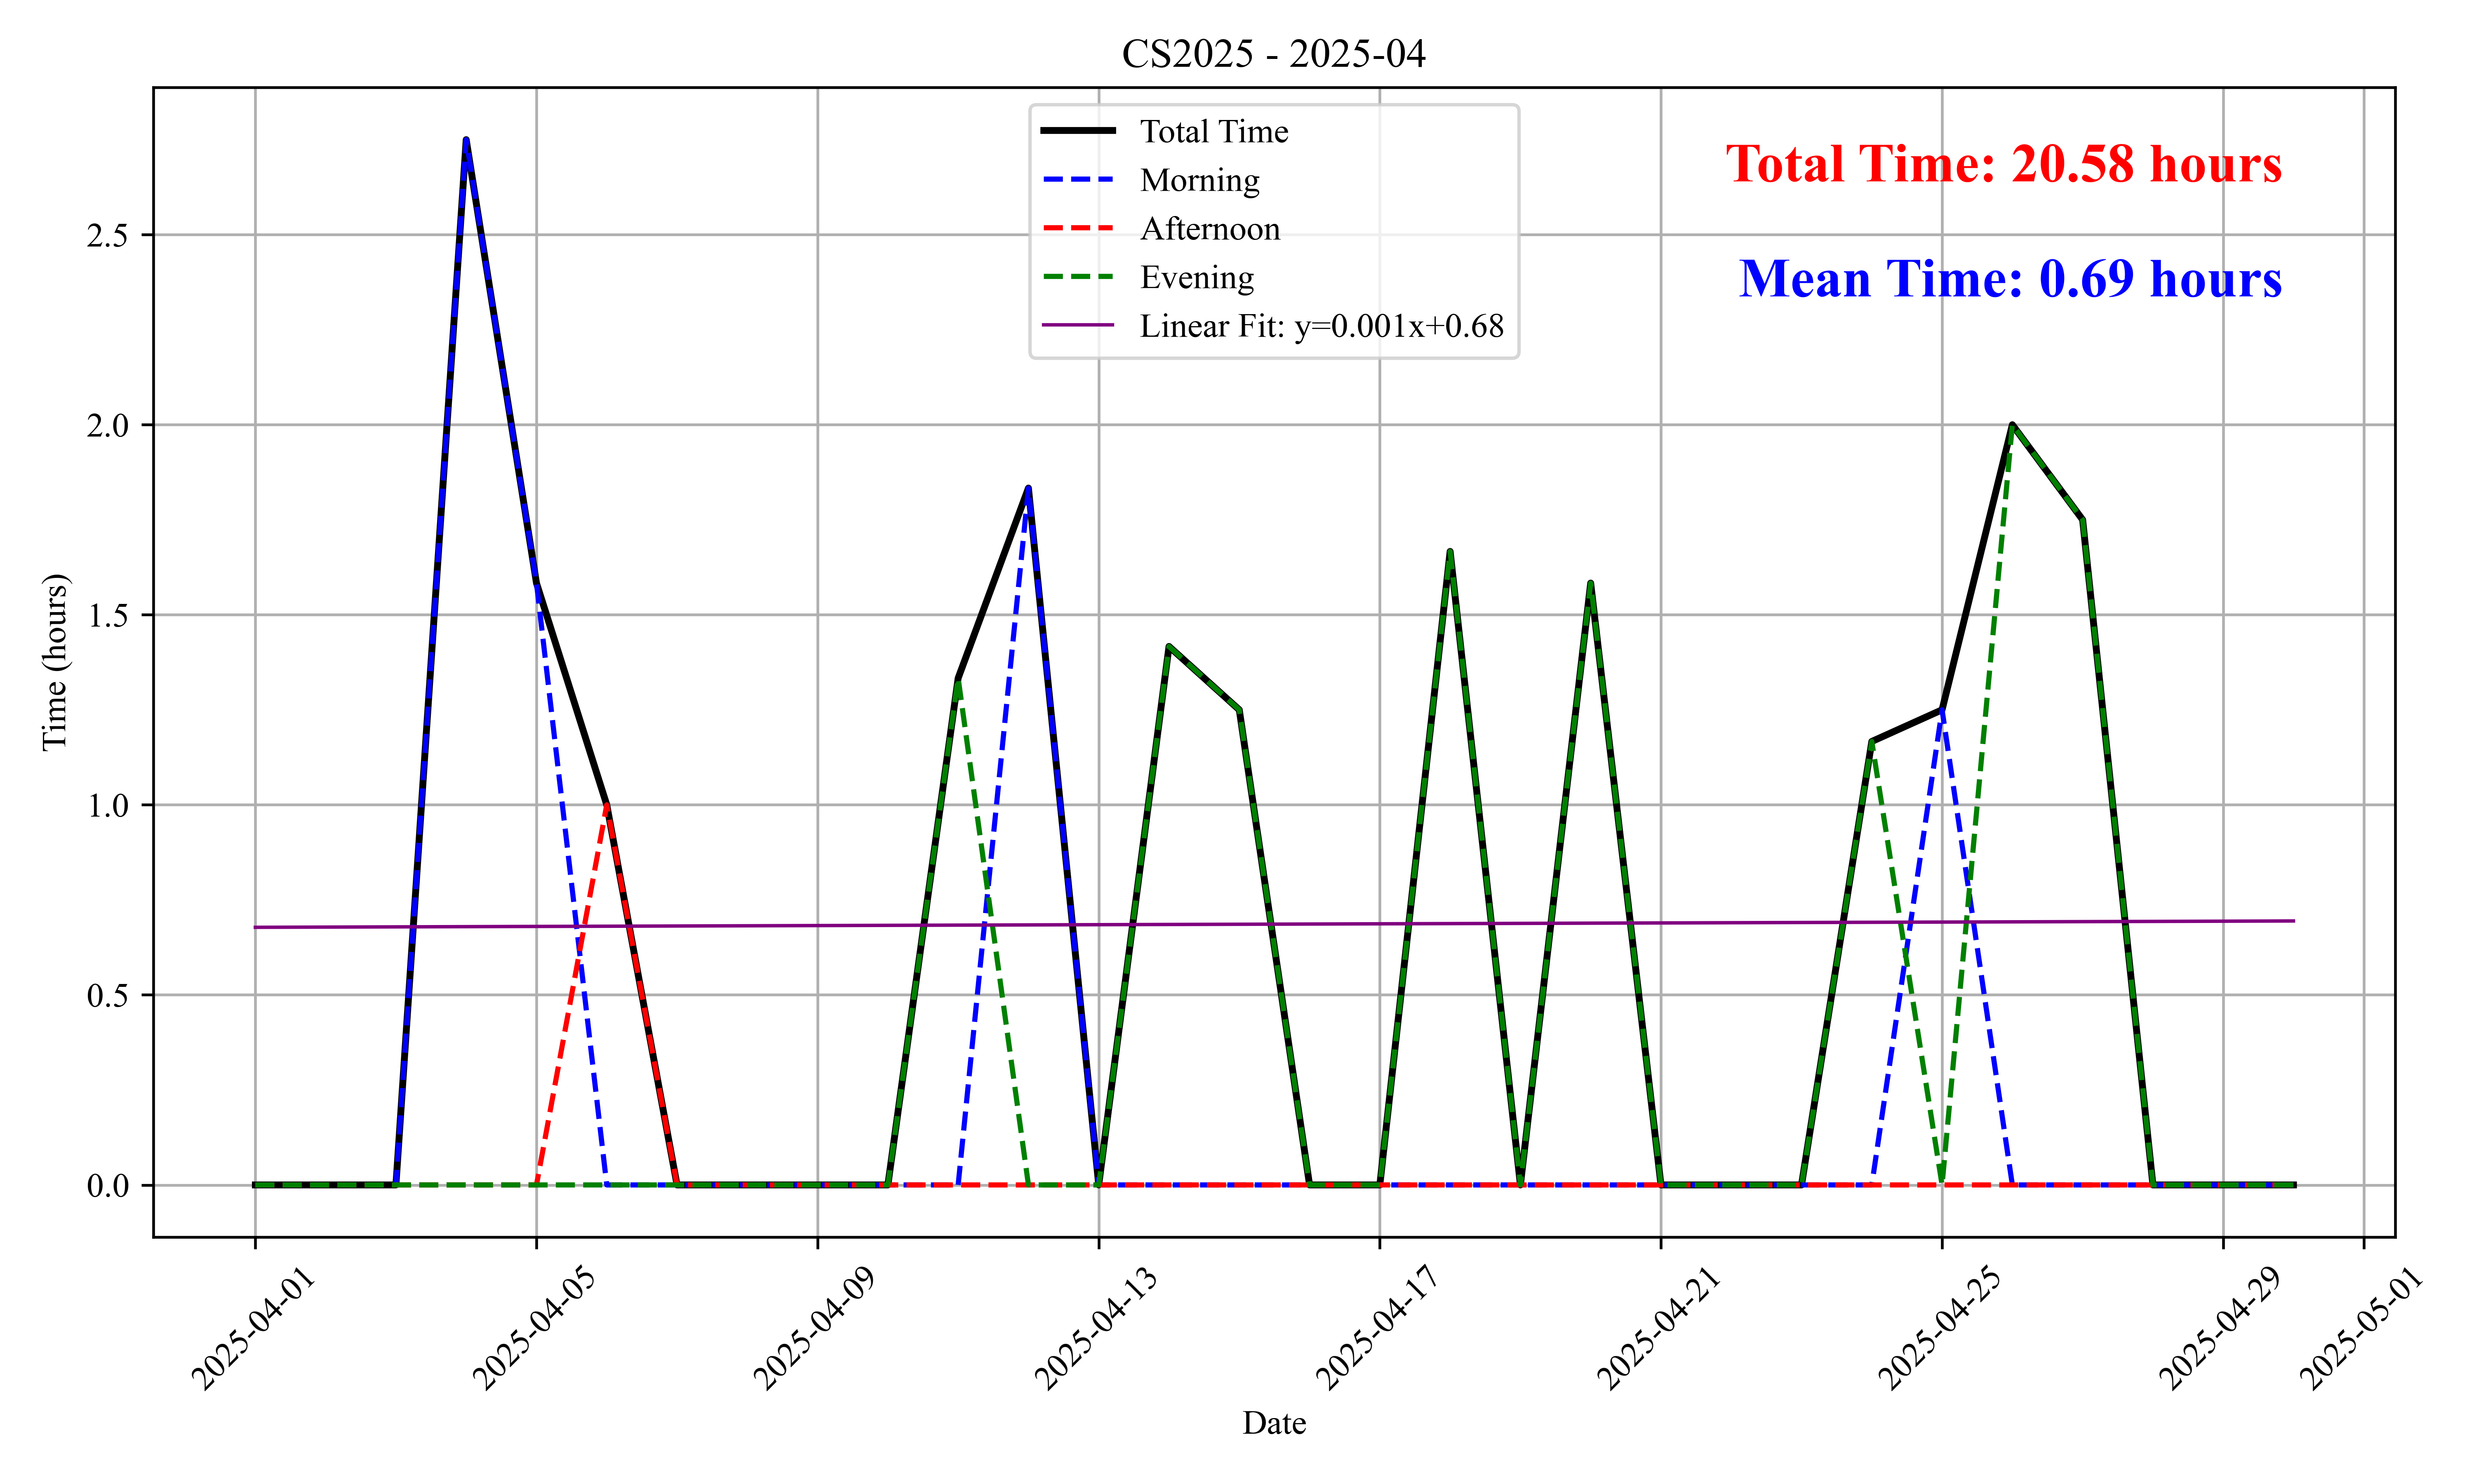 CS2025 - 2025-04
Total Time
Morning
Afternoon
Evening
Linear Fit: y=0.001x+0.68
Total Time: 20.58 hours
Mean Time: 0.69 hours
Time (hours)
2.5
2.0
1.5
1.0
0.5
0.0
2025-04-01
2025-04-05
2025-04-09
2025-04-13
2025-04-17
2025-04-21
2025-04-25
2025-04-29
2025-05-01
Date